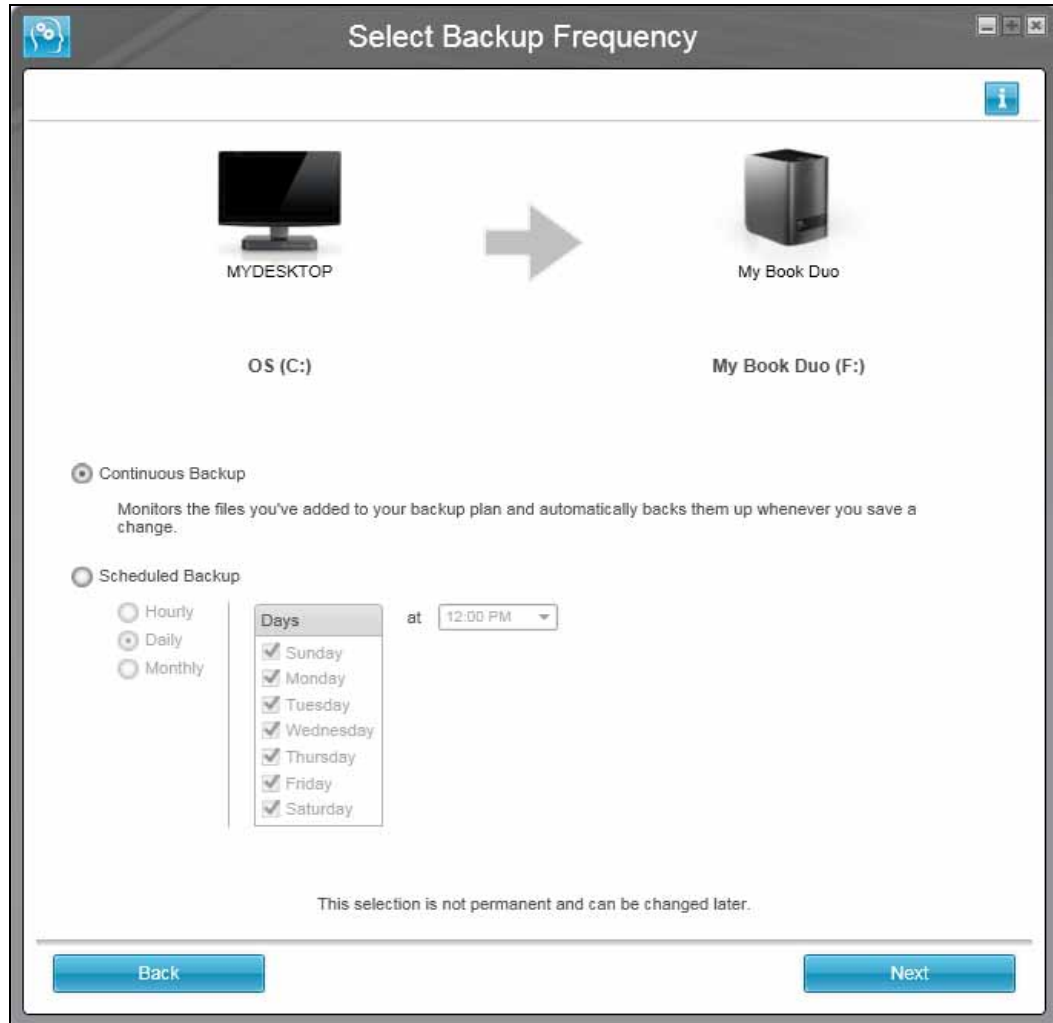 Select Backup Frequency
MYDESKTOP
My Book Duo
OS (C:)
My Book Duo (F:)
Continuous Backup
Monitors the files you've added to your backup plan and automatically backs them up whenever you save a
change.
Scheduled Backup
Hourly
Daily
Monthly
Days
Sunday
Monday
Tuesday
Wednesday
Thursday
Friday
Saturday
at 12:00 PM
This selection is not permanent and can be changed later.
Back
Next